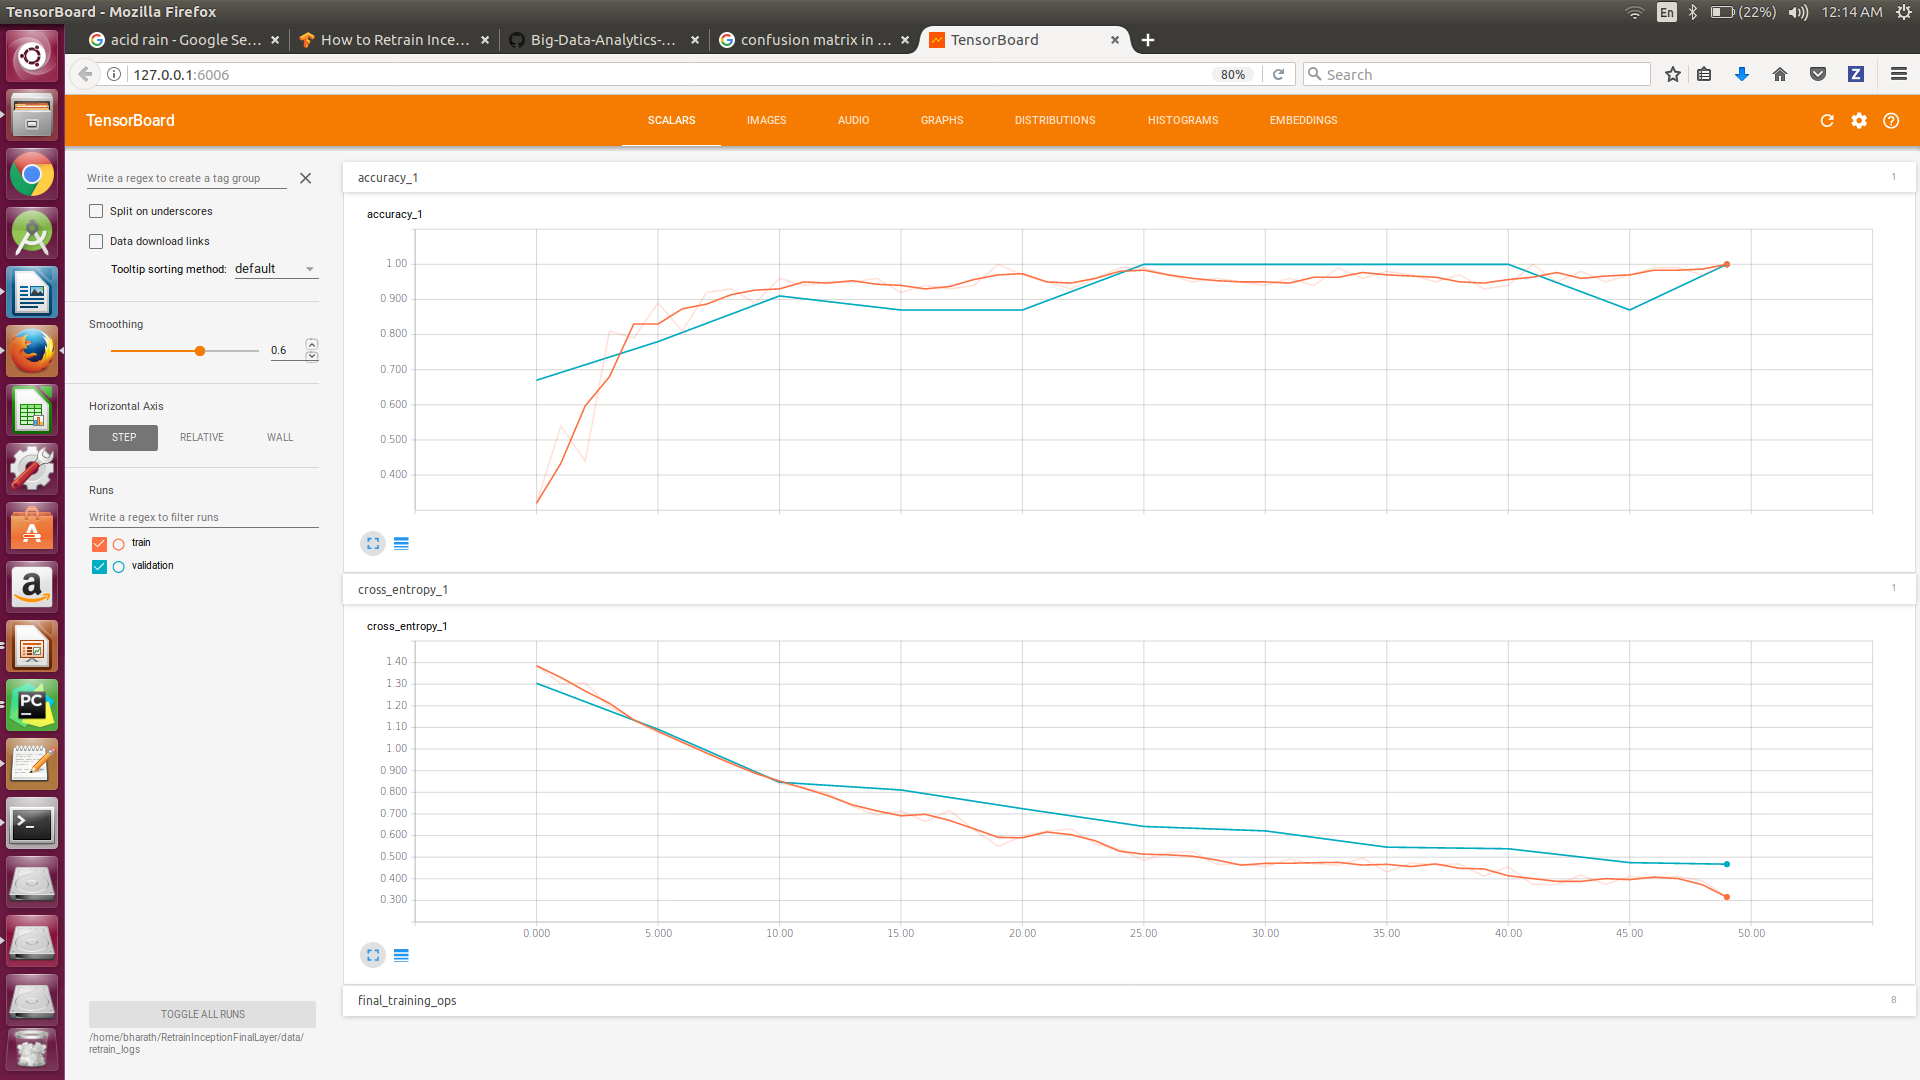 TensorBoard - Mozilla Firefox
En (22%) 12:14 AM
acid rain - Google Se...
How to Retrain Ince...
Big-Data-Analytics-...
confusion matrix in ...
TensorBoard
127.0.0.1:6006
80%
Search
Z
TensorBoard
SCALARS
IMAGES
AUDIO
GRAPHS
DISTRIBUTIONS
HISTOGRAMS
EMBEDDINGS
Write a regex to create a tag group
Split on underscores
Data download links
Tooltip sorting method: default
Smoothing
0.6
Horizontal Axis
STEP RELATIVE WALL
Runs
Write a regex to filter runs
train
validation
TOGGLE ALL RUNS
/home/bharath/RetrainInceptionFinalLayer/data/
retrain_logs
accuracy_1
1
accuracy_1
1.00
0.900
0.800
0.700
0.600
0.500
0.400
cross_entropy_1
1
cross_entropy_1
1.40
1.30
1.20
1.10
1.00
0.900
0.800
0.700
0.600
0.500
0.400
0.300
0.000 5.000 10.00 15.00 20.00 25.00 30.00 35.00 40.00 45.00 50.00
final_training_ops
8
a
PC
>_